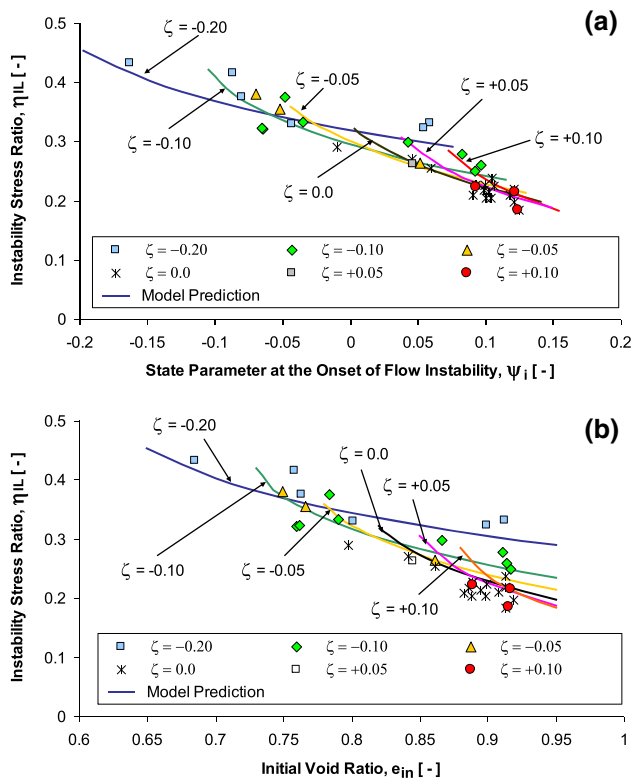 (a)
0.5
0.4
0.3
0.2
0.1
0
Instability Stress Ratio, ηIL [ - ]
ζ = -0.20
ζ = -0.05
ζ = +0.05
ζ = +0.10
ζ = -0.10
ζ = 0.0
ζ = −0.20
ζ = −0.10
ζ = −0.05
ζ = 0.0
ζ = +0.05
ζ = +0.10
Model Prediction
-0.2 -0.15 -0.1 -0.05 0 0.05 0.1 0.15 0.2
State Parameter at the Onset of Flow Instability, ψi [ - ]
(b)
0.5
0.4
0.3
0.2
0.1
0
Instability Stress Ratio, ηIL [ - ]
ζ = -0.20
ζ = 0.0
ζ = +0.05
ζ = -0.10
ζ = -0.05
ζ = +0.10
ζ = −0.20
ζ = −0.10
ζ = −0.05
ζ = 0.0
ζ = +0.05
ζ = +0.10
Model Prediction
0.6 0.65 0.7 0.75 0.8 0.85 0.9 0.95 1
Initial Void Ratio, ein [ - ]